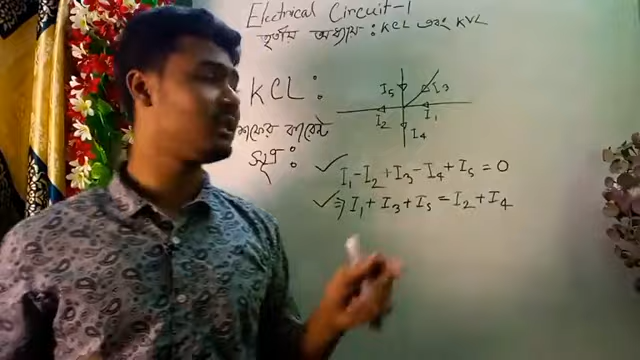 Electrical Circuit-1
তৃতীয় অধ্যায় : KCL এবং KVL
KCL :
কারেন্ট
সূত্র :
I₅ I₃
I₂ I₁
I₄
✓ I₁-I₂+I₃-I₄+I₅ = 0
✓ ⇒ I₁+I₃+I₅ = I₂+I₄